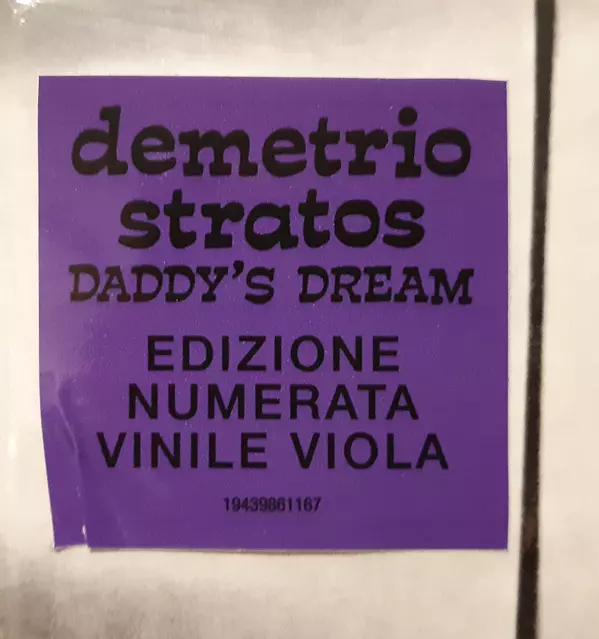 demetrio
stratos
DADDY'S DREAM
EDIZIONE
NUMERATA
VINILE VIOLA
19439861167